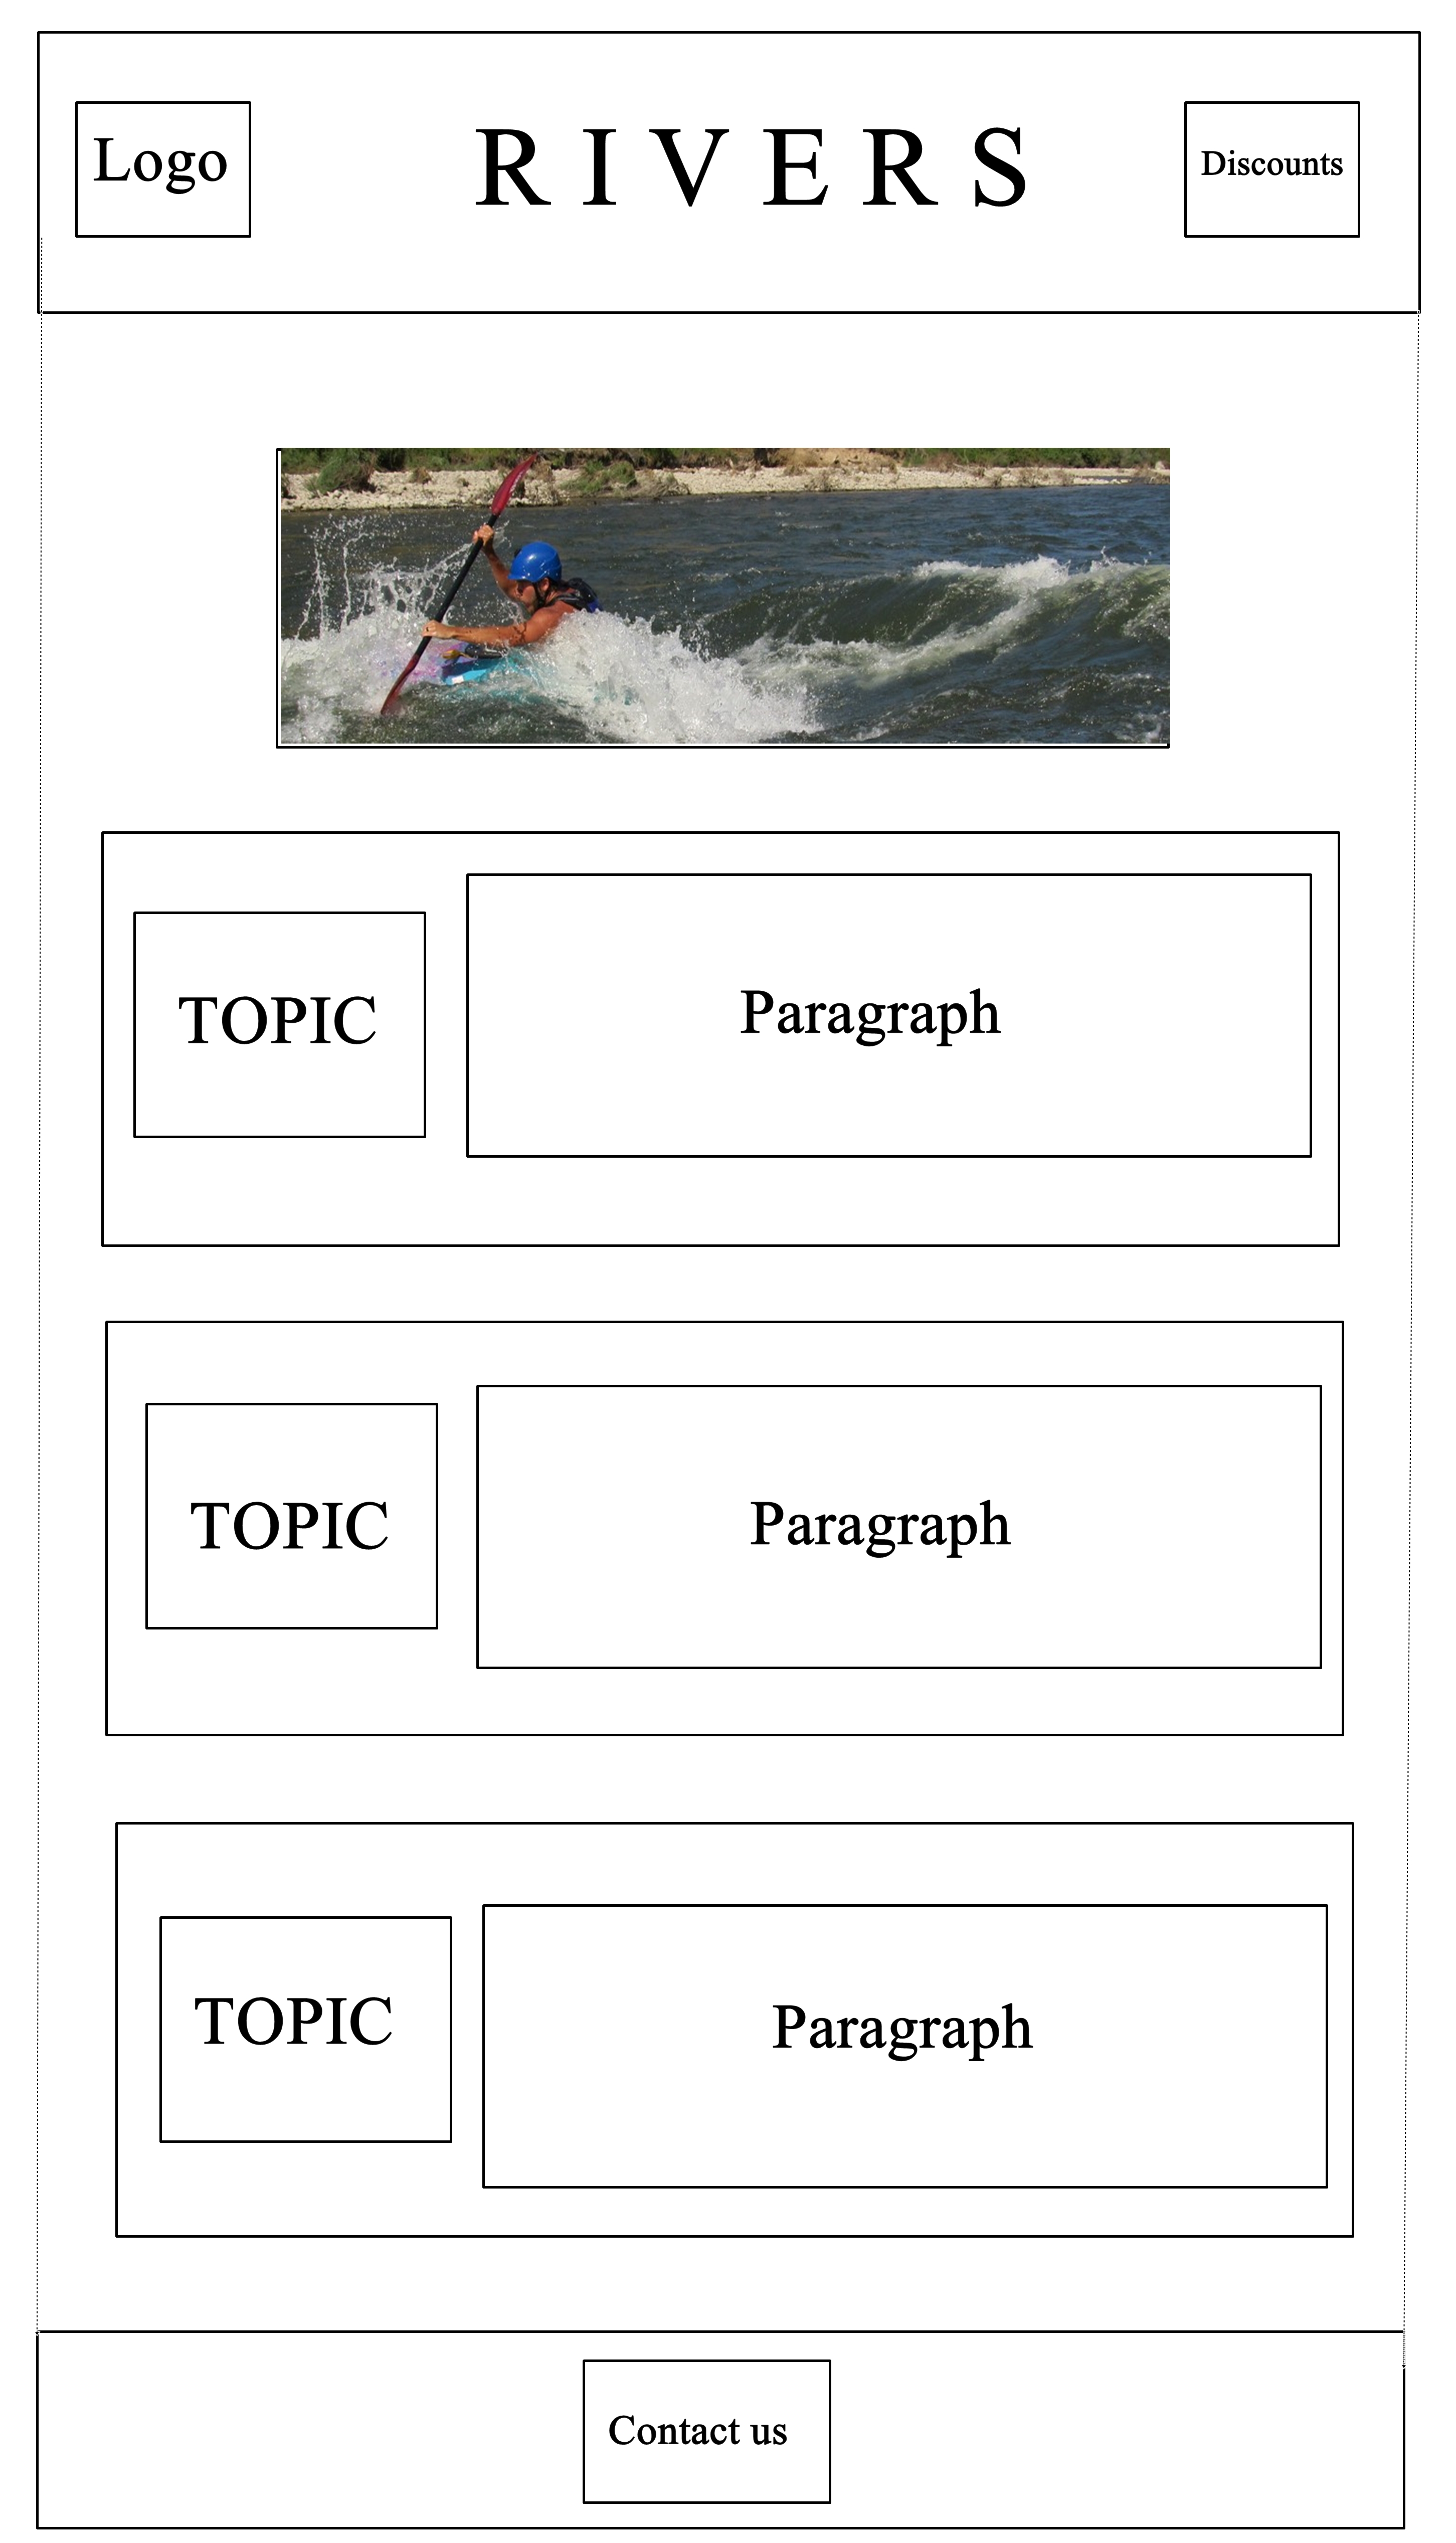 Logo
R I V E R S
Discounts
TOPIC
Paragraph
TOPIC
Paragraph
TOPIC
Paragraph
Contact us